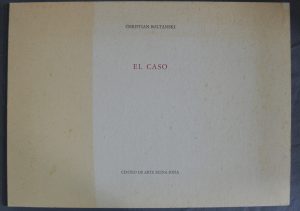 CHRISTIAN BOLTANSKI
EL CASO
CENTRO DE ARTE REINA SOFIA